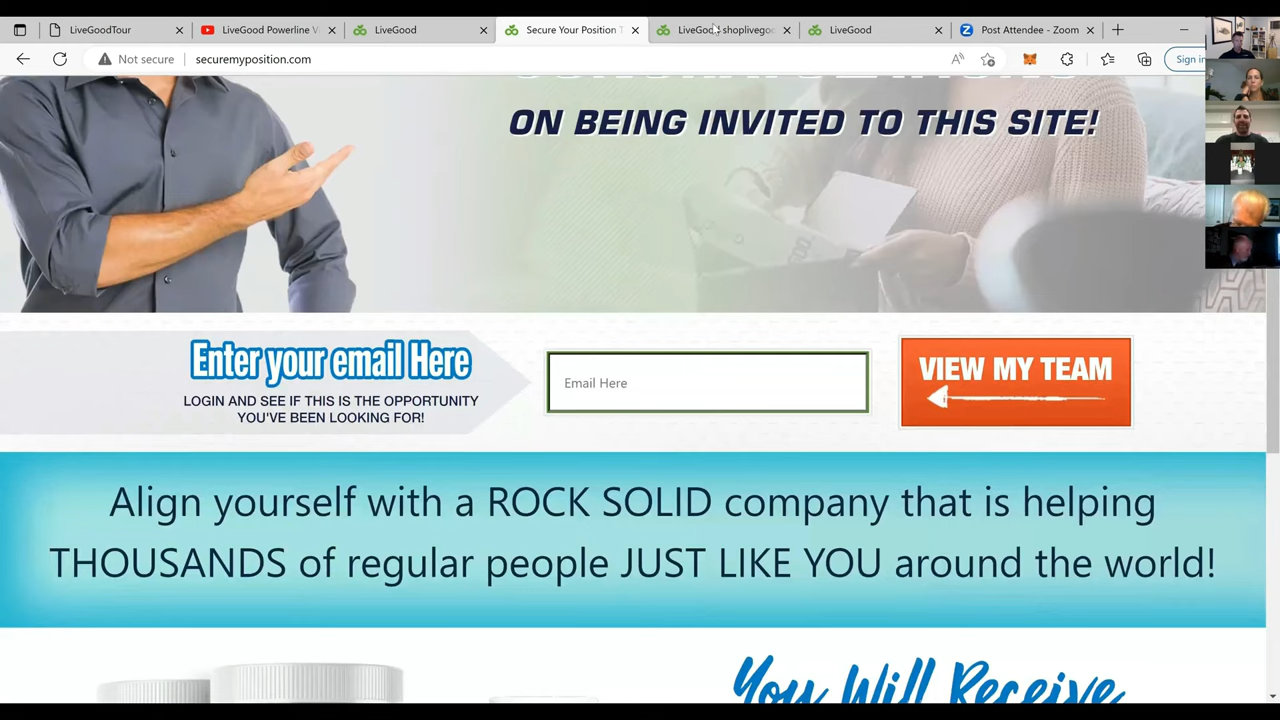 LiveGoodTour
LiveGood Powerline V
LiveGood
Secure Your Position T
LiveGood shoplivegoo
LiveGood
Post Attendee - Zoom
Not secure
securemyposition.com
Sign in
ON BEING INVITED TO THIS SITE!
Enter your email Here
LOGIN AND SEE IF THIS IS THE OPPORTUNITY
YOU'VE BEEN LOOKING FOR!
Email Here
VIEW MY TEAM
Align yourself with a ROCK SOLID company that is helping
THOUSANDS of regular people JUST LIKE YOU around the world!
You Will Receive